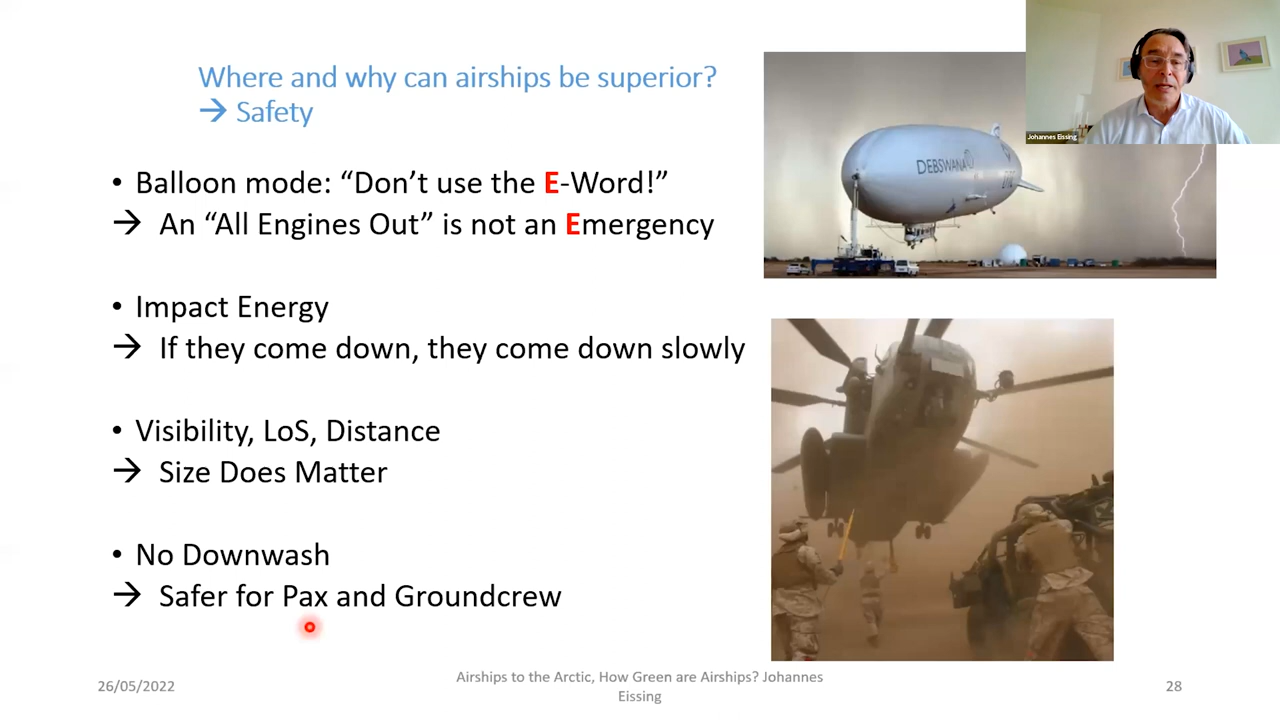 Where and why can airships be superior?
→ Safety
• Balloon mode: “Don’t use the E-Word!”
→ An “All Engines Out” is not an Emergency
• Impact Energy
→ If they come down, they come down slowly
• Visibility, LoS, Distance
→ Size Does Matter
• No Downwash
→ Safer for Pax and Groundcrew
DEBSWANA
Johannes Eissing
26/05/2022
Airships to the Arctic, How Green are Airships? Johannes
Eissing
28